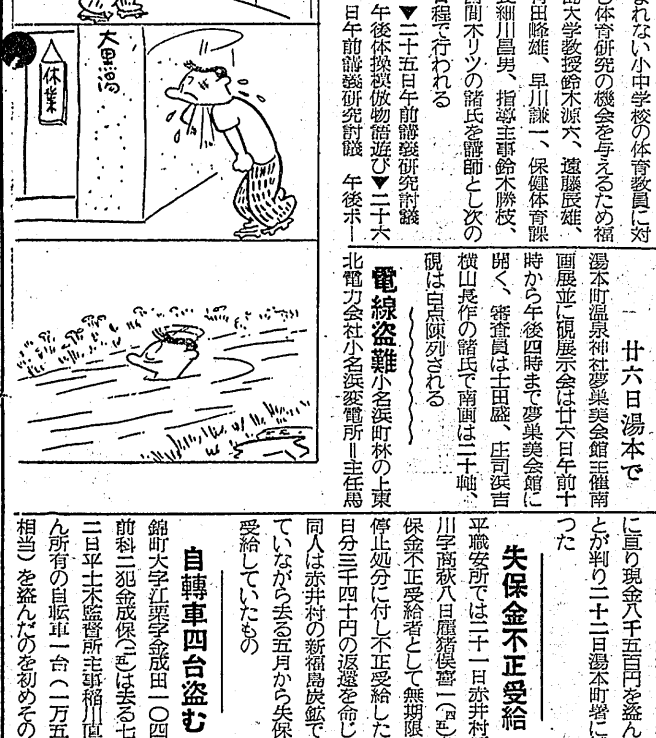 まれない小中学校の体育教員に対
し体育研究の機会を与えるため福
島大学教授鈴木源六、遠藤辰雄、
有田峰雄、早川謙一、保健体育課
長細川昌男、指導主事鈴木勝枝、
間木リツの諸氏を講師とし次の
日程で行われる
▼二十五日午前講義研究討議
午後体操模倣物語遊び▼二十六
日午前講義研究討議　午後ボー
大黒湯
休業
廿六日湯本で
湯本町温泉神社夢巣美会館主催南
画展並に硯展示会は廿六日午前十
時から午後四時まで夢巣美会館に
開く、審査員は土田盛、庄司浜吉
横山長作の諸氏で南画は二十軸、
硯は百点陳列される
電線盗難
小名浜町林の上東
北電力会社小名浜変電所＝主任馬
に直り現金八千五百円を盗ん
とが判り二十二日湯本町署に
つた
失保金不正受給
平職安所では二十一日赤井村
川字高萩八日雇猪俣
保金不正受給者として無期限
停止処分に付し不正受給した
日分三千四十円の返還を命じ
同人は赤井村の新福島炭鉱で
ていながら去る五月から失保
受給していたもの
自轉車四台盗む
錦町大字江栗字金成田一〇四
前科二犯金成保は去る七
二日平土木監督所主事稲川直
ん所有の自転車一台（一万五
相当）を盗んだのを初めその